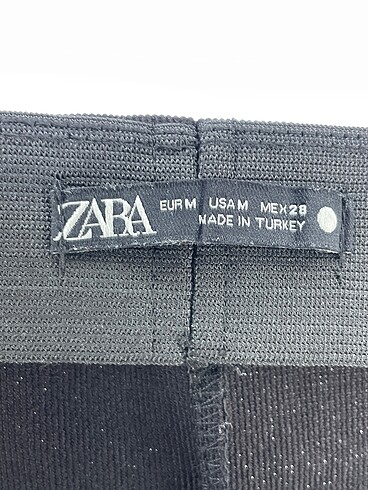 ZARA
EUR M USA M MEX 28
MADE IN TURKEY